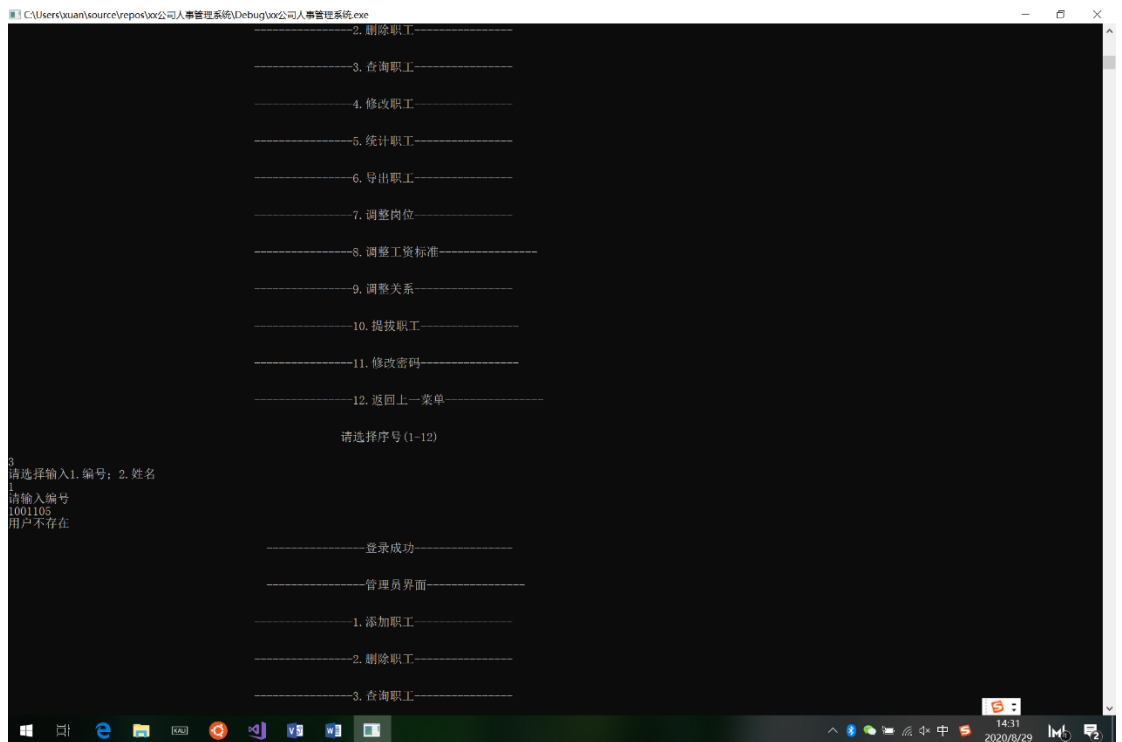 C:\Users\xuan\source\repos\xx公司人事管理系统\Debug\xx公司人事管理系统.exe
----------------2. 删除职工----------------
----------------3. 查询职工----------------
----------------4. 修改职工----------------
----------------5. 统计职工----------------
----------------6. 导出职工----------------
----------------7. 调整岗位----------------
----------------8. 调整工资标准----------------
----------------9. 调整关系----------------
----------------10. 提拔职工----------------
----------------11. 修改密码----------------
----------------12. 返回上一菜单----------------
请选择序号(1-12)
3
请选择输入1. 编号; 2. 姓名
1
请输入编号
1001105
用户不存在
----------------登录成功----------------
----------------管理员界面----------------
----------------1. 添加职工----------------
----------------2. 删除职工----------------
----------------3. 查询职工----------------
中
14:31
2020/8/29